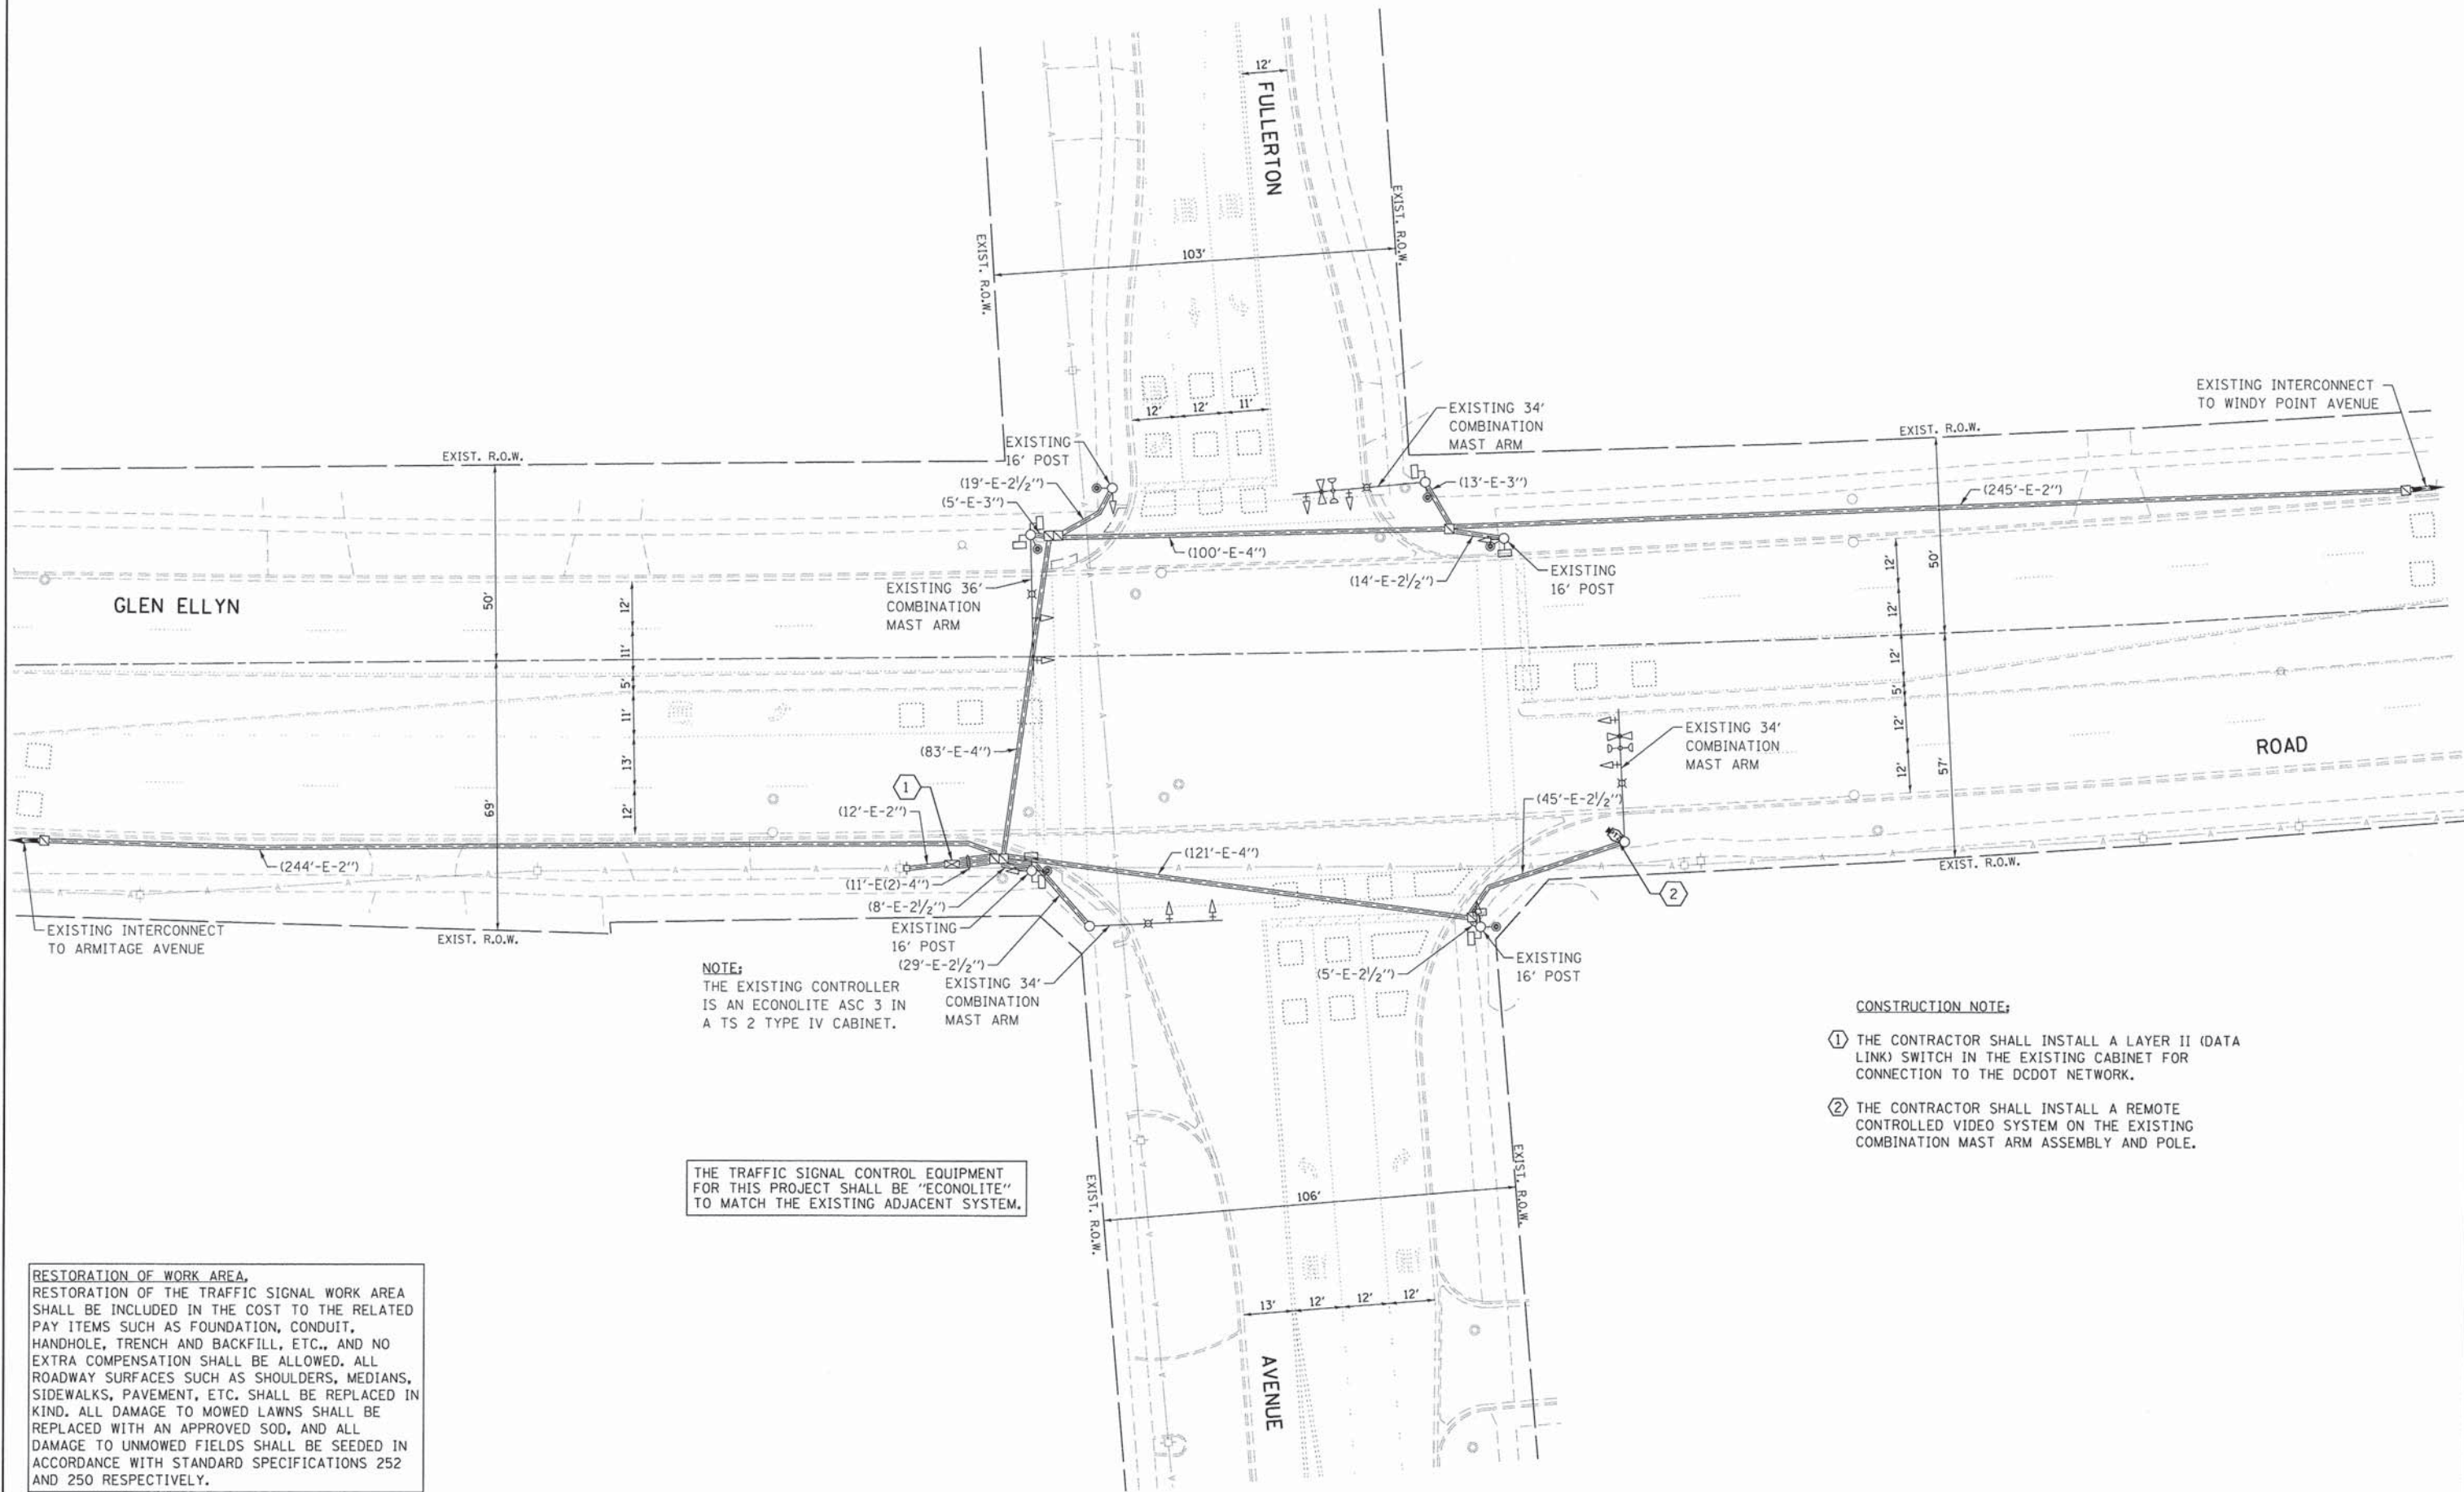 12'
FULLERTON
EXIST. R.O.W.
EXIST. R.O.W.
103'
12' 12' 11'
EXISTING 34'
COMBINATION
MAST ARM
EXISTING INTERCONNECT
TO WINDY POINT AVENUE
EXIST. R.O.W.
EXIST. R.O.W.
EXISTING
16' POST
(19'-E-2½")
(5'-E-3")
(13'-E-3")
(245'-E-2")
(100'-E-4")
(14'-E-2½")
EXISTING
16' POST
EXISTING 36'
COMBINATION
MAST ARM
GLEN ELLYN
50'
12'
11'
5'
11'
13'
12'
69'
12'
12'
12'
5'
12'
12'
50'
57'
EXISTING 34'
COMBINATION
MAST ARM
ROAD
(83'-E-4")
1
(12'-E-2")
(45'-E-2½")
(244'-E-2")
(121'-E-4")
(11'-E(2)-4")
(8'-E-2½")
2
EXIST. R.O.W.
EXISTING INTERCONNECT
TO ARMITAGE AVENUE
EXIST. R.O.W.
EXISTING
16' POST
(29'-E-2½")
EXISTING 34'
COMBINATION
MAST ARM
(5'-E-2½")
EXISTING
16' POST
NOTE:
THE EXISTING CONTROLLER
IS AN ECONOLITE ASC 3 IN
A TS 2 TYPE IV CABINET.
CONSTRUCTION NOTE:
1 THE CONTRACTOR SHALL INSTALL A LAYER II (DATA
LINK) SWITCH IN THE EXISTING CABINET FOR
CONNECTION TO THE DCDOT NETWORK.
2 THE CONTRACTOR SHALL INSTALL A REMOTE
CONTROLLED VIDEO SYSTEM ON THE EXISTING
COMBINATION MAST ARM ASSEMBLY AND POLE.
THE TRAFFIC SIGNAL CONTROL EQUIPMENT
FOR THIS PROJECT SHALL BE "ECONOLITE"
TO MATCH THE EXISTING ADJACENT SYSTEM.
EXIST. R.O.W.
EXIST. R.O.W.
106'
13' 12' 12' 12'
AVENUE
RESTORATION OF WORK AREA.
RESTORATION OF THE TRAFFIC SIGNAL WORK AREA
SHALL BE INCLUDED IN THE COST TO THE RELATED
PAY ITEMS SUCH AS FOUNDATION, CONDUIT,
HANDHOLE, TRENCH AND BACKFILL, ETC., AND NO
EXTRA COMPENSATION SHALL BE ALLOWED. ALL
ROADWAY SURFACES SUCH AS SHOULDERS, MEDIANS,
SIDEWALKS, PAVEMENT, ETC. SHALL BE REPLACED IN
KIND. ALL DAMAGE TO MOWED LAWNS SHALL BE
REPLACED WITH AN APPROVED SOD, AND ALL
DAMAGE TO UNMOWED FIELDS SHALL BE SEEDED IN
ACCORDANCE WITH STANDARD SPECIFICATIONS 252
AND 250 RESPECTIVELY.